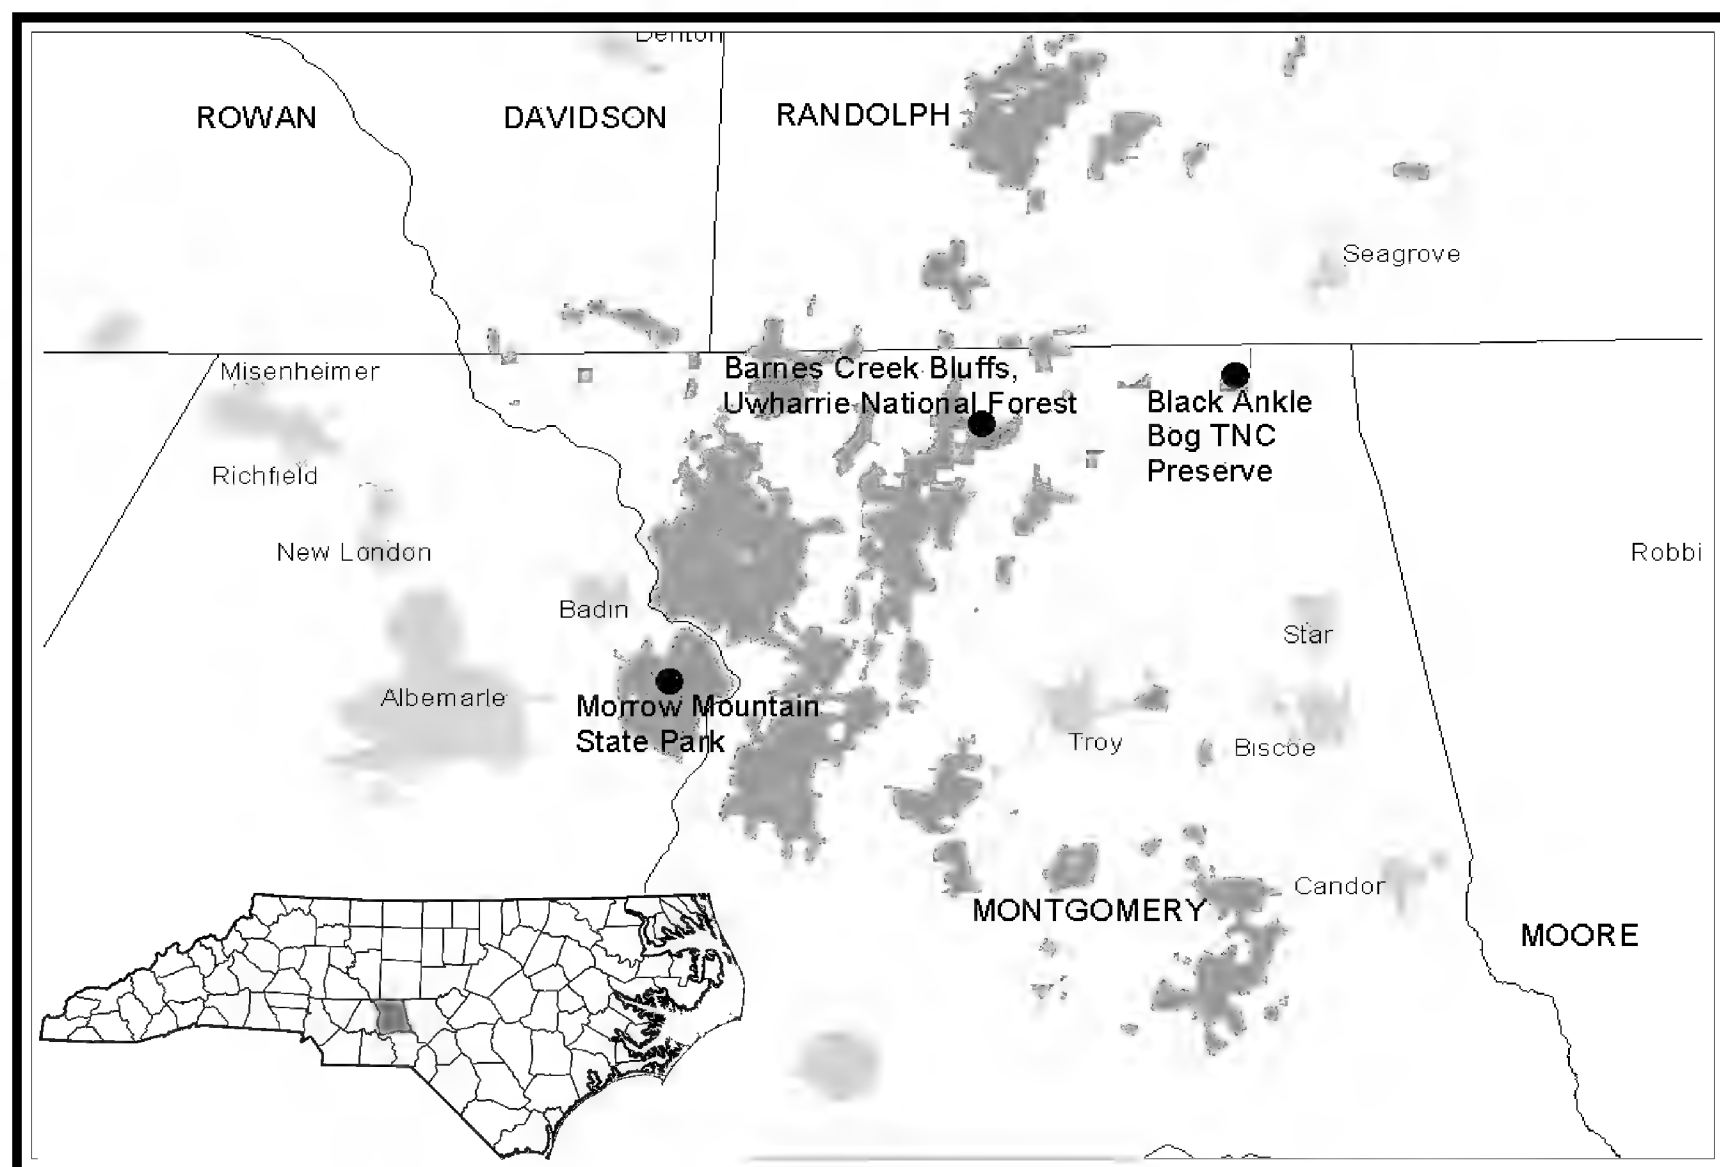 Denton
ROWAN
DAVIDSON
RANDOLPH
Seagrove
Misenheimer
Barnes Creek Bluffs,
Uwharrie National Forest
Black Ankle
Bog TNC
Preserve
Richfield
New London
Robbi
Badin
Star
Albemarle
Morrow Mountain
State Park
Troy
Biscoe
Candor
MONTGOMERY
MOORE